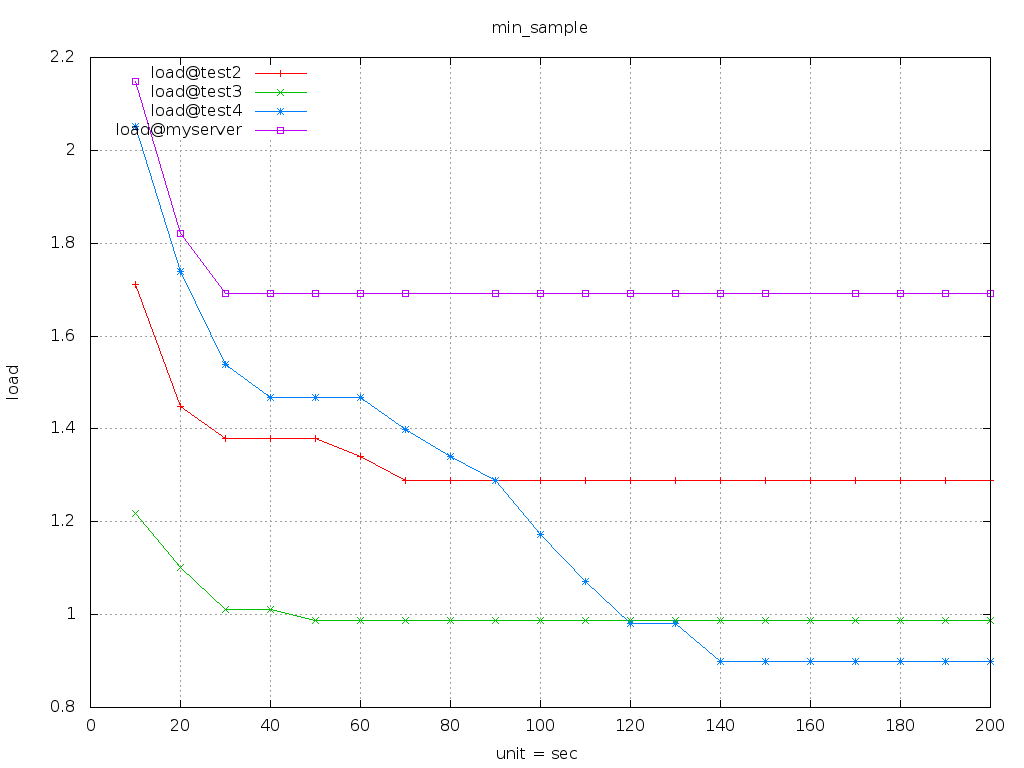 min_sample
2.2
2
1.8
1.6
1.4
1.2
1
0.8
load
load@test2
load@test3
load@test4
load@myserver
0 20 40 60 80 100 120 140 160 180 200
unit = sec